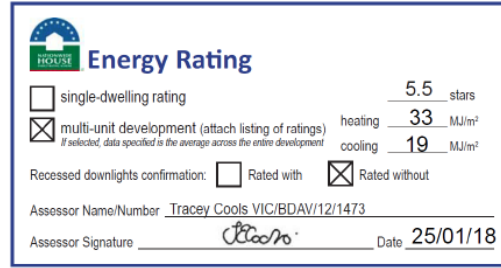 NATIONWIDE
HOUSE
Energy Rating
single-dwelling rating 5.5 stars
multi-unit development (attach listing of ratings) heating 33 MJ/m²
If selected, data specified is the average across the entire development cooling 19 MJ/m²
Recessed downlights confirmation: Rated with Rated without
Assessor Name/Number Tracey Cools VIC/BDAV/12/1473
Assessor Signature Date 25/01/18